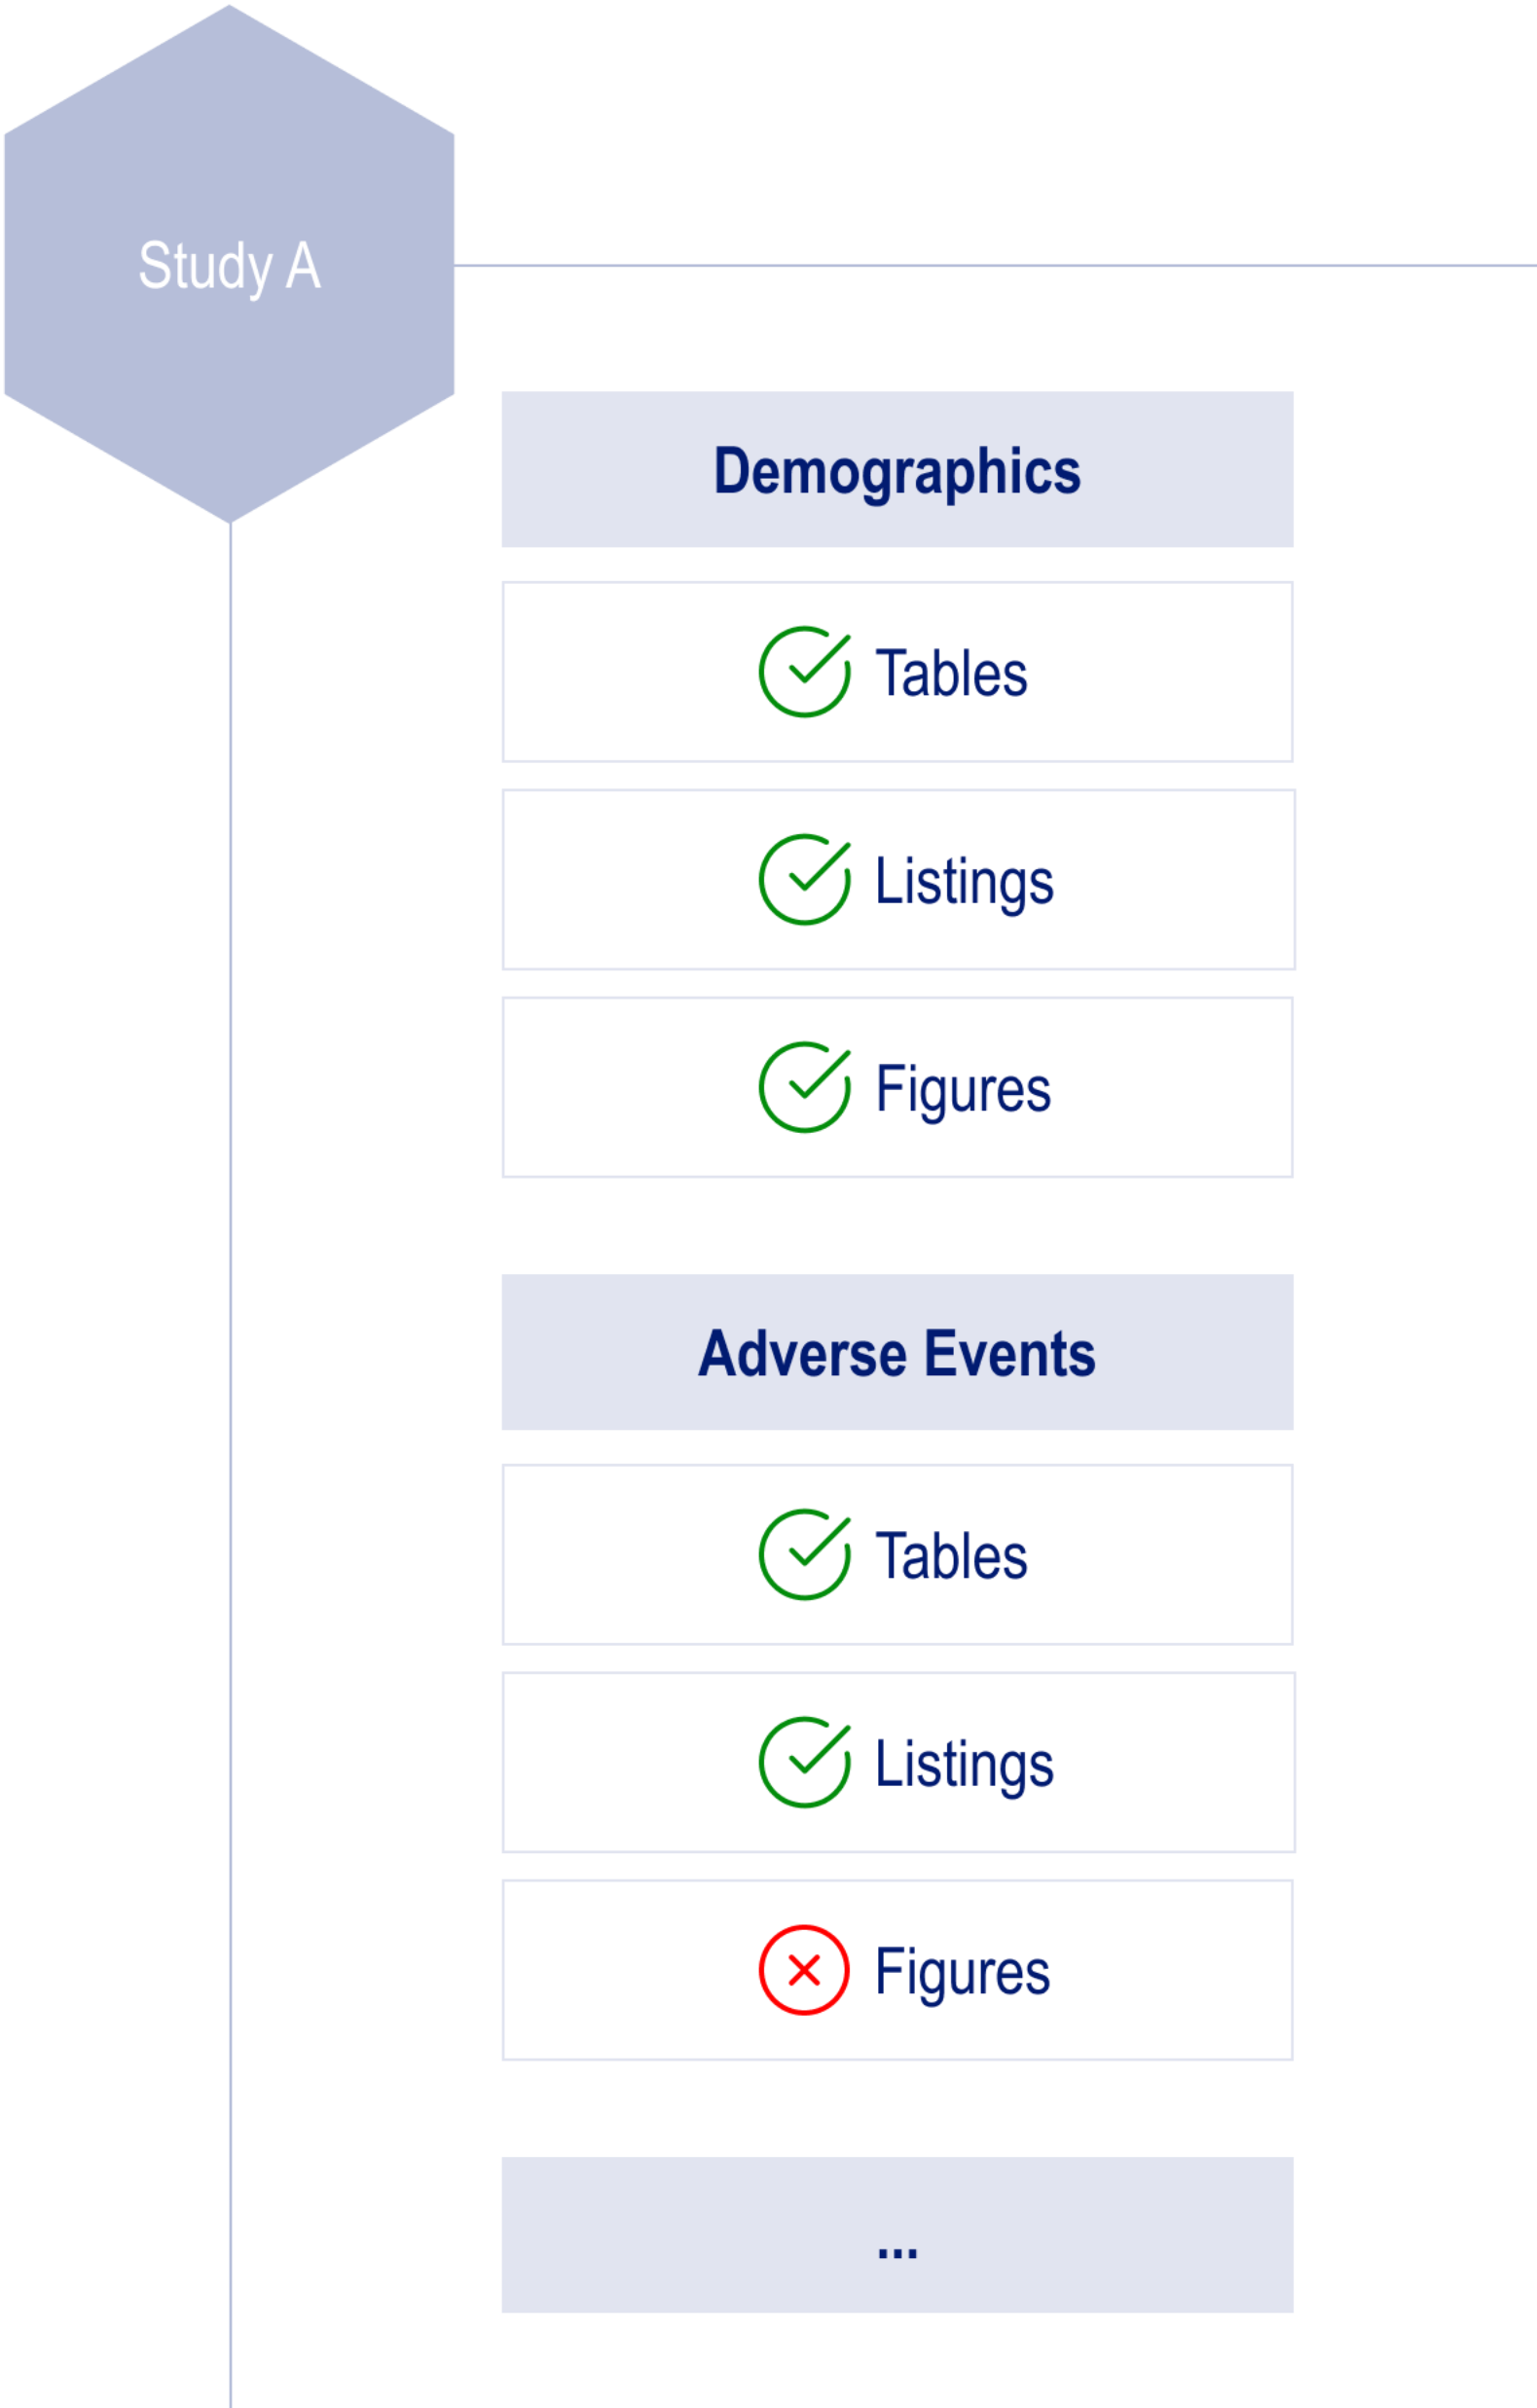 Study A
Demographics
Tables
Listings
Figures
Adverse Events
Tables
Listings
Figures
...